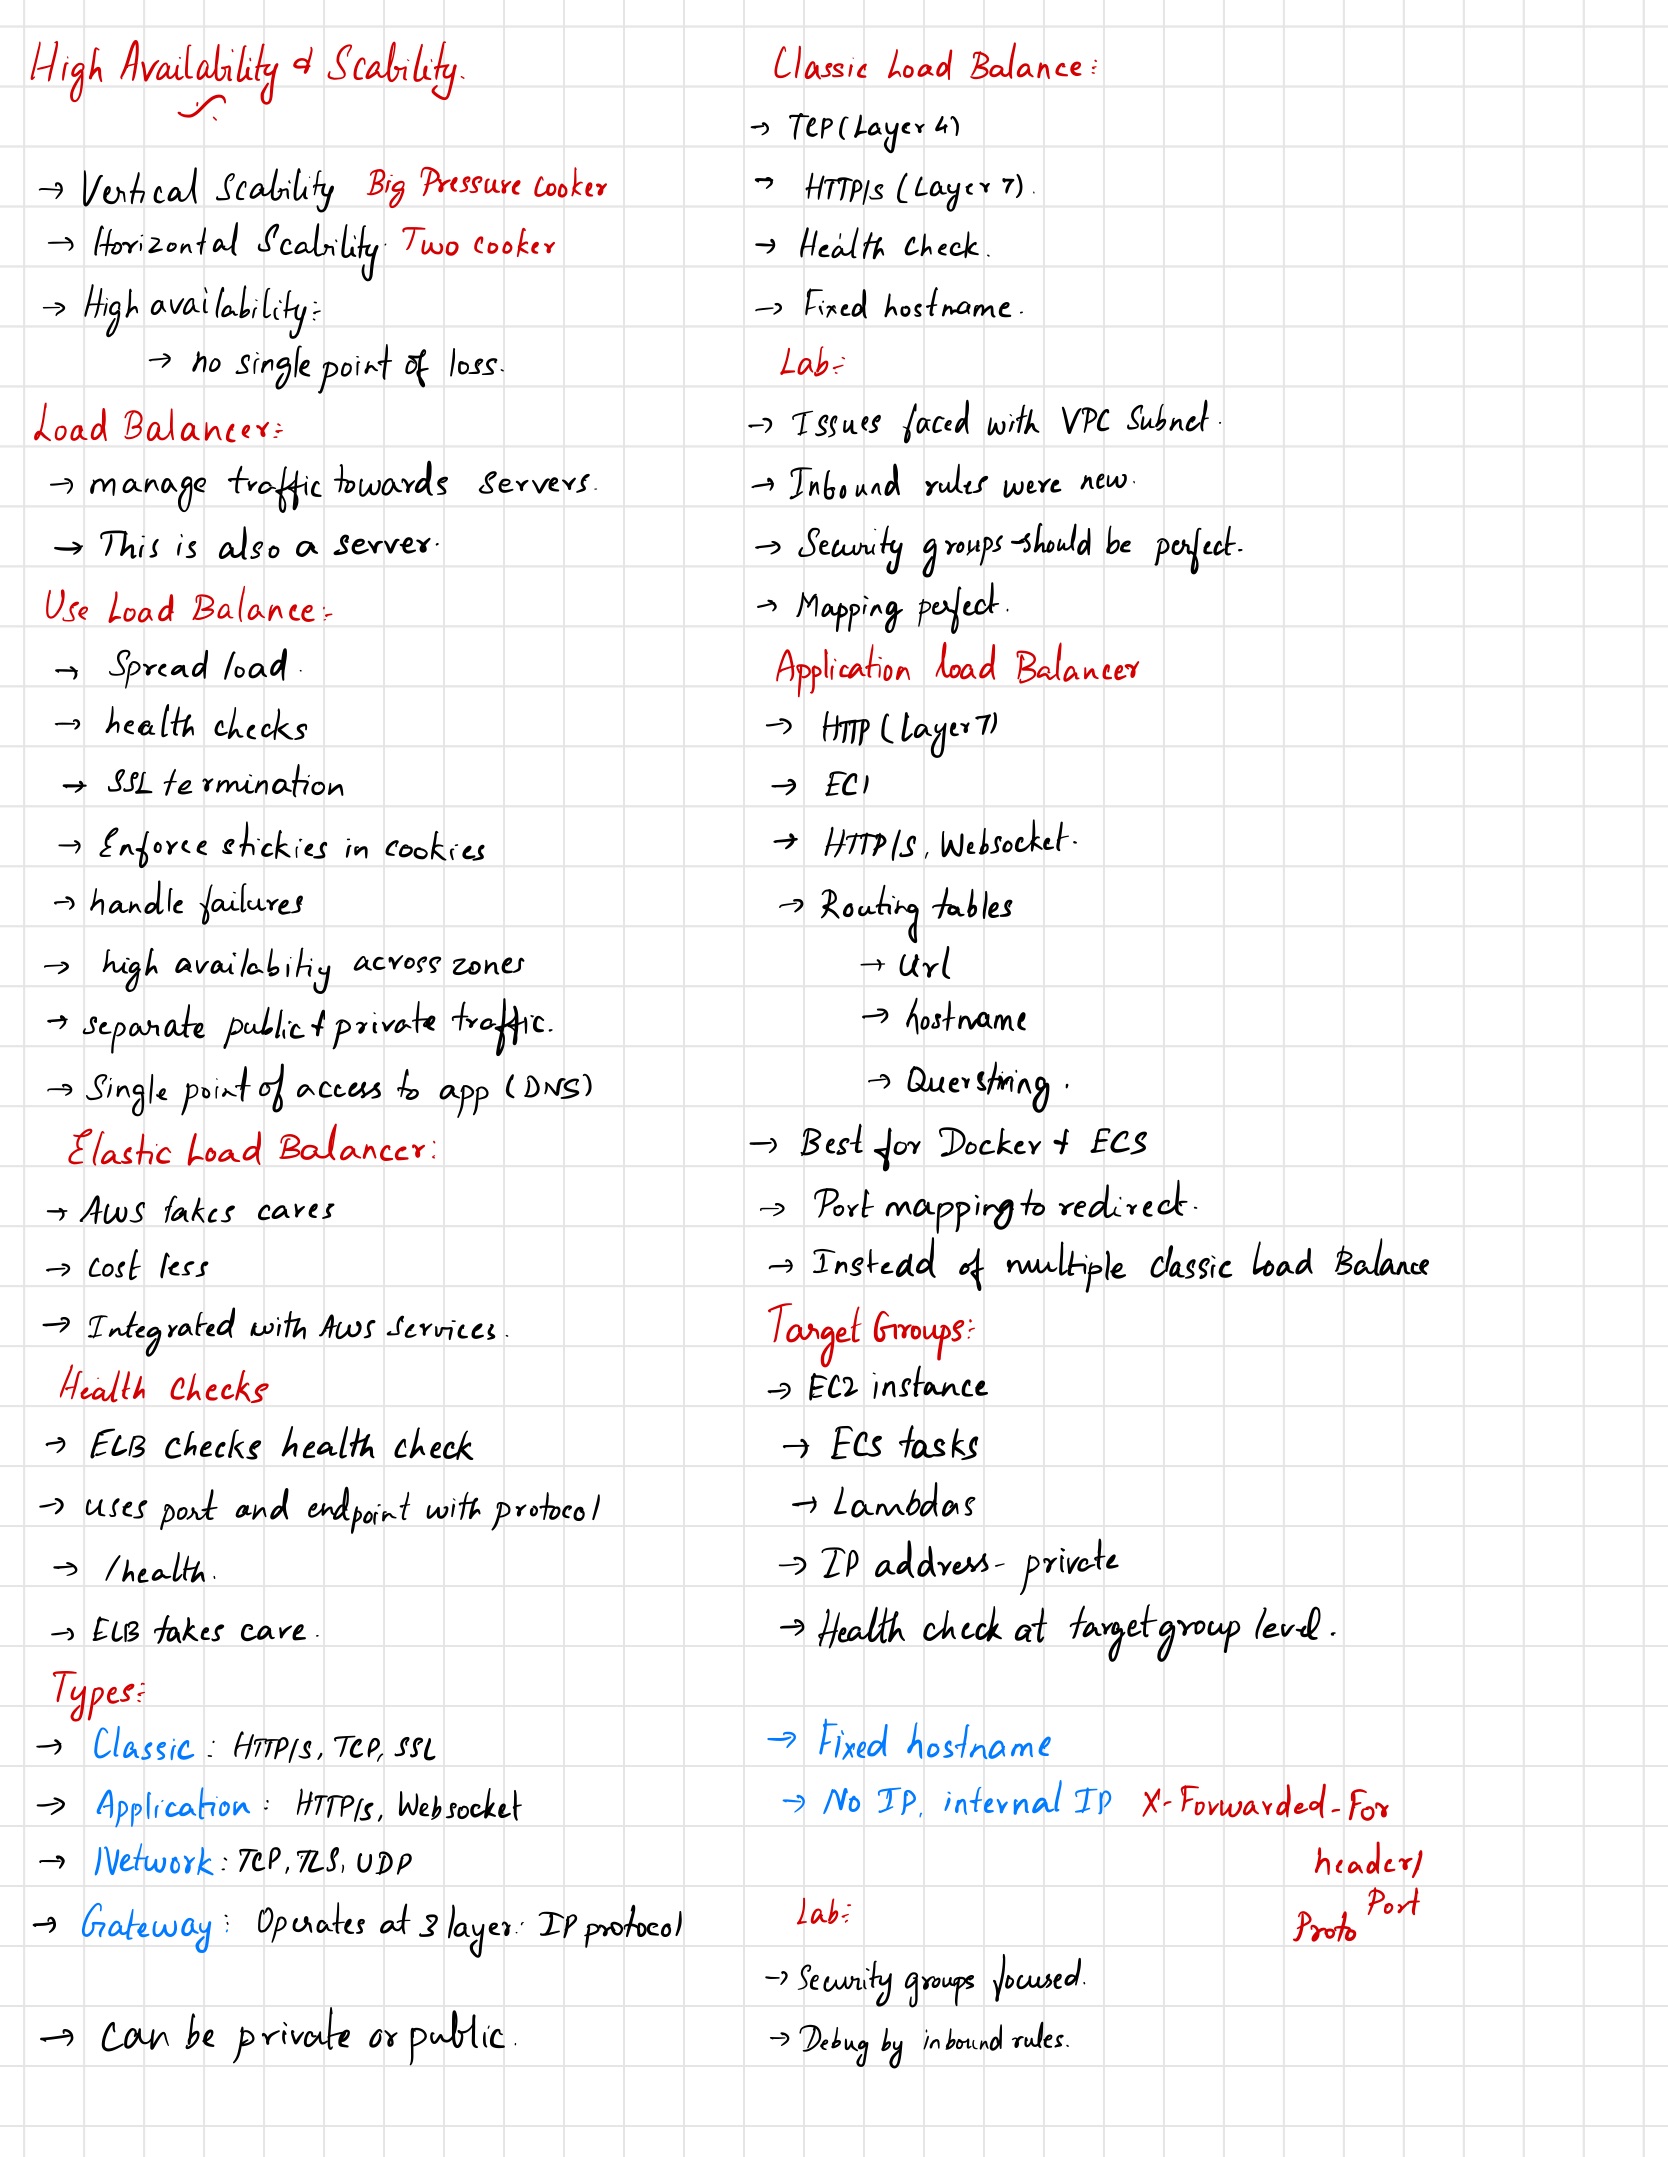 High Availability & Scability.
→ Vertical Scability Big Pressure cooker
→ Horizontal Scability Two cooker
→ High availability:-
→ no single point of loss.
Load Balancer:-
→ manage traffic towards servers.
→ This is also a server.
Use Load Balance:-
→ Spread load.
→ health checks
→ SSL termination
→ Enforce stickies in cookies
→ handle failures
→ high availabitiy across zones
→ separate public & private traffic.
→ Single point of access to app (DNS)
Elastic Load Balancer:
→ AWS takes cares
→ cost less
→ Integrated with AWS Services.
Health Checks
→ ELB checks health check
→ uses port and endpoint with protocol
→ /health.
→ ELB takes care.
Types:-
→ Classic: HTTP/s, TCP, SSL
→ Application: HTTP/s, Websocket
→ Network: TCP, TLS, UDP
→ Gateway: Operates at 3 layer: IP protocol
→ can be private or public.
Classic Load Balance:-
→ TCP (Layer 4)
→ HTTP/s (Layer 7).
→ Health Check.
→ Fixed hostname.
Lab:-
→ Issues faced with VPC Subnet.
→ Inbound rules were new.
→ Security groups should be perfect.
→ Mapping perfect.
Application load Balancer
→ HTTP (Layer 7)
→ EC1
→ HTTP/S, Websocket.
→ Routing tables
→ Url
→ hostname
→ Querstring.
→ Best for Docker & ECS
→ Port mapping to redirect.
→ Instead of multiple classic Load Balance
Target Groups:-
→ EC2 instance
→ ECS tasks
→ Lambdas
→ IP address - private
→ Health check at target group level.
→ Fixed hostname
→ No IP, internal IP X-Forwarded-For
header/
Port
Proto
Lab:-
→ Security groups focused.
→ Debug by inbound rules.